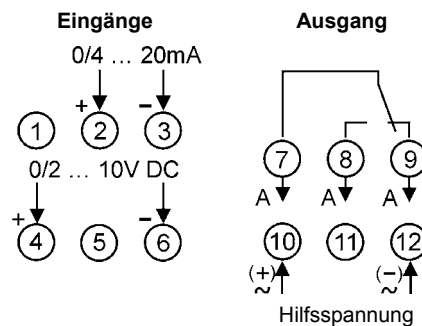 Eingänge
Ausgang
0/4 ... 20mA
+ −
1 2 3
7 8 9
0/2 ... 10V DC
A A A
+ −
4 5 6
10 11 12
(+) (−)
~ ~
Hilfsspannung